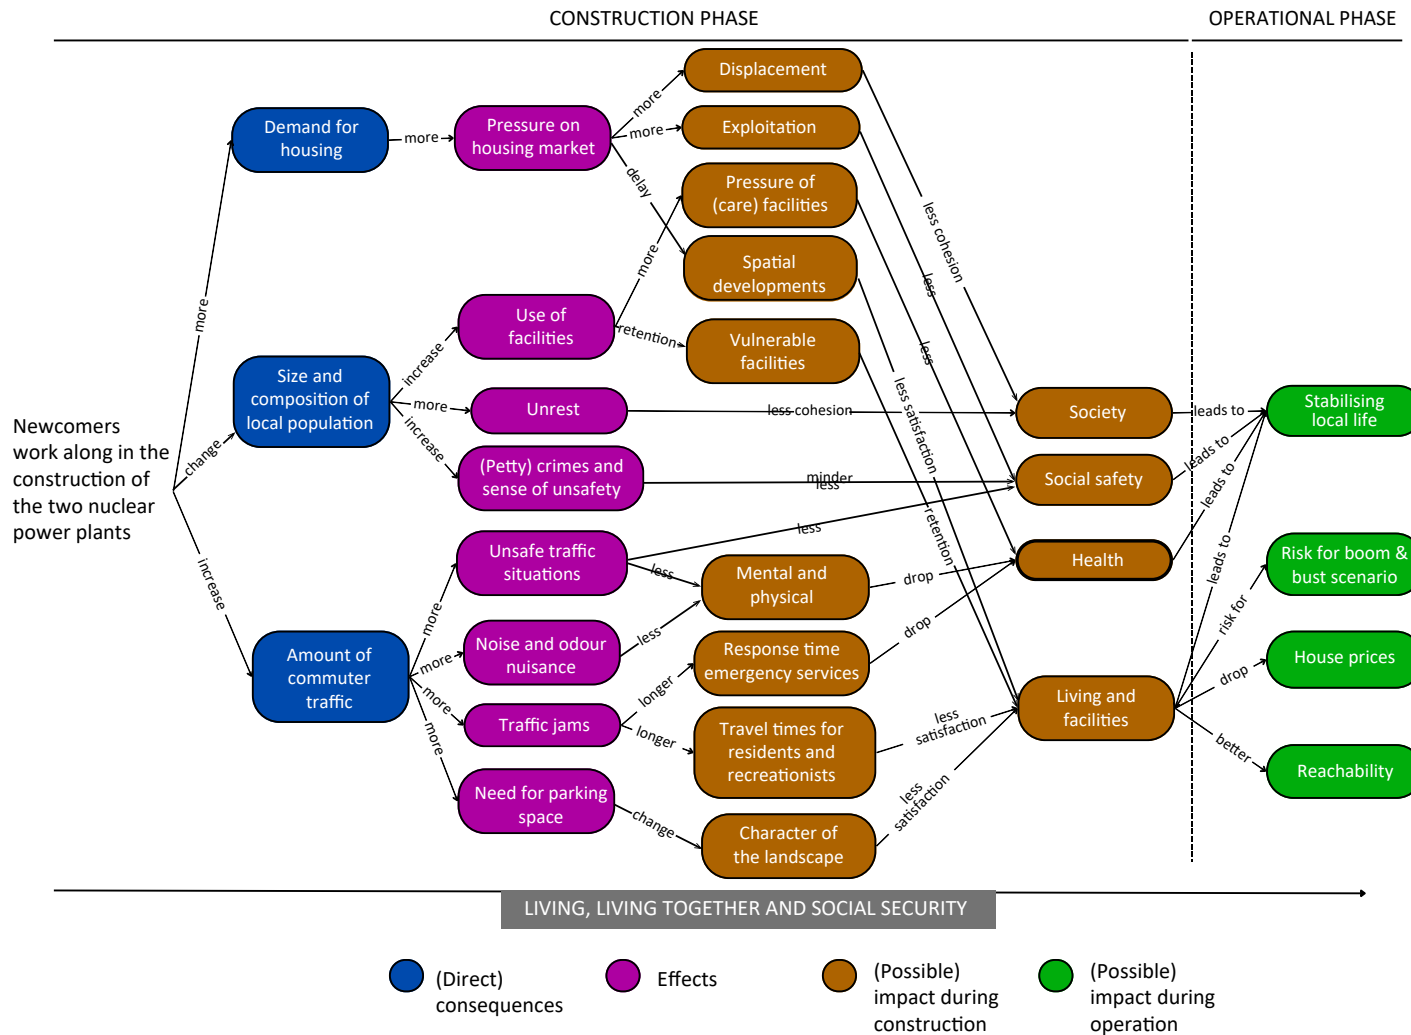 CONSTRUCTION PHASE
OPERATIONAL PHASE
Newcomers
work along in the
construction of
the two nuclear
power plants
more
change
increase
Demand for
housing
Size and
composition of
local population
Amount of
commuter
traffic
more
increase
more
increase
more
more
more
more
Pressure on
housing market
Use of
facilities
Unrest
(Petty) crimes and
sense of unsafety
Unsafe traffic
situations
Noise and odour
nuisance
Traffic jams
Need for parking
space
more
more
delay
more
retention
less
less
longer
longer
change
Displacement
Exploitation
Pressure of
(care) facilities
Spatial
developments
Vulnerable
facilities
Mental and
physical
Response time
emergency services
Travel times for
residents and
recreationists
Character of
the landscape
less cohesion
less
less
less satisfaction
retention
less cohesion
minder
less
less
drop
drop
less
satisfaction
less
satisfaction
Society
Social safety
Health
Living and
facilities
leads to
leads to
leads to
leads to
risk for
drop
better
Stabilising
local life
Risk for boom &
bust scenario
House prices
Reachability
LIVING, LIVING TOGETHER AND SOCIAL SECURITY
(Direct)
consequences
Effects
(Possible)
impact during
construction
(Possible)
impact during
operation